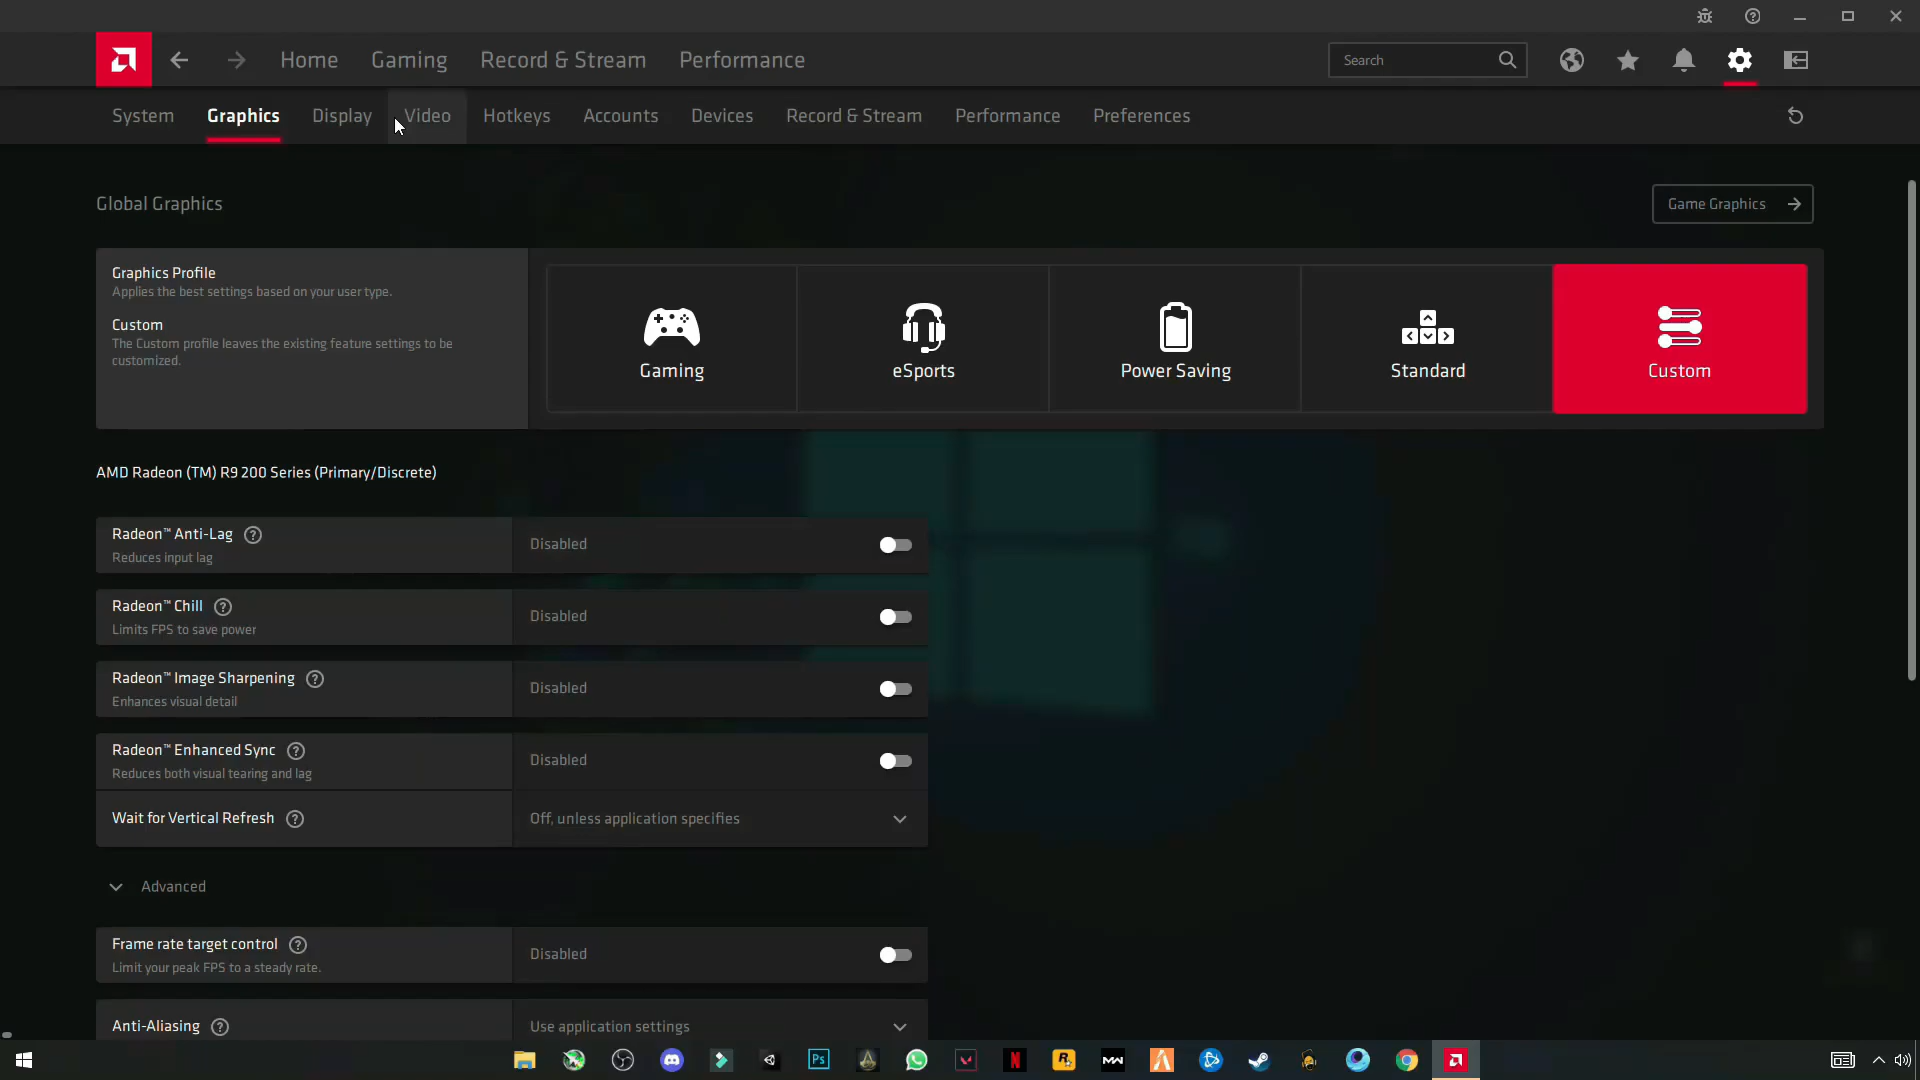 Home Gaming Record & Stream Performance Search
System Graphics Display Video Hotkeys Accounts Devices Record & Stream Performance Preferences
Global Graphics
Game Graphics
Graphics Profile
Applies the best settings based on your user type.
Custom
The Custom profile leaves the existing feature settings to be
customized.
Gaming
eSports
Power Saving
Standard
Custom
AMD Radeon (TM) R9 200 Series (Primary/Discrete)
Radeon™ Anti-Lag
Reduces input lag
Disabled
Radeon™ Chill
Limits FPS to save power
Disabled
Radeon™ Image Sharpening
Enhances visual detail
Disabled
Radeon™ Enhanced Sync
Reduces both visual tearing and lag
Disabled
Wait for Vertical Refresh
Off, unless application specifies
Advanced
Frame rate target control
Limit your peak FPS to a steady rate.
Disabled
Anti-Aliasing
Use application settings
Ps
N
R
MW